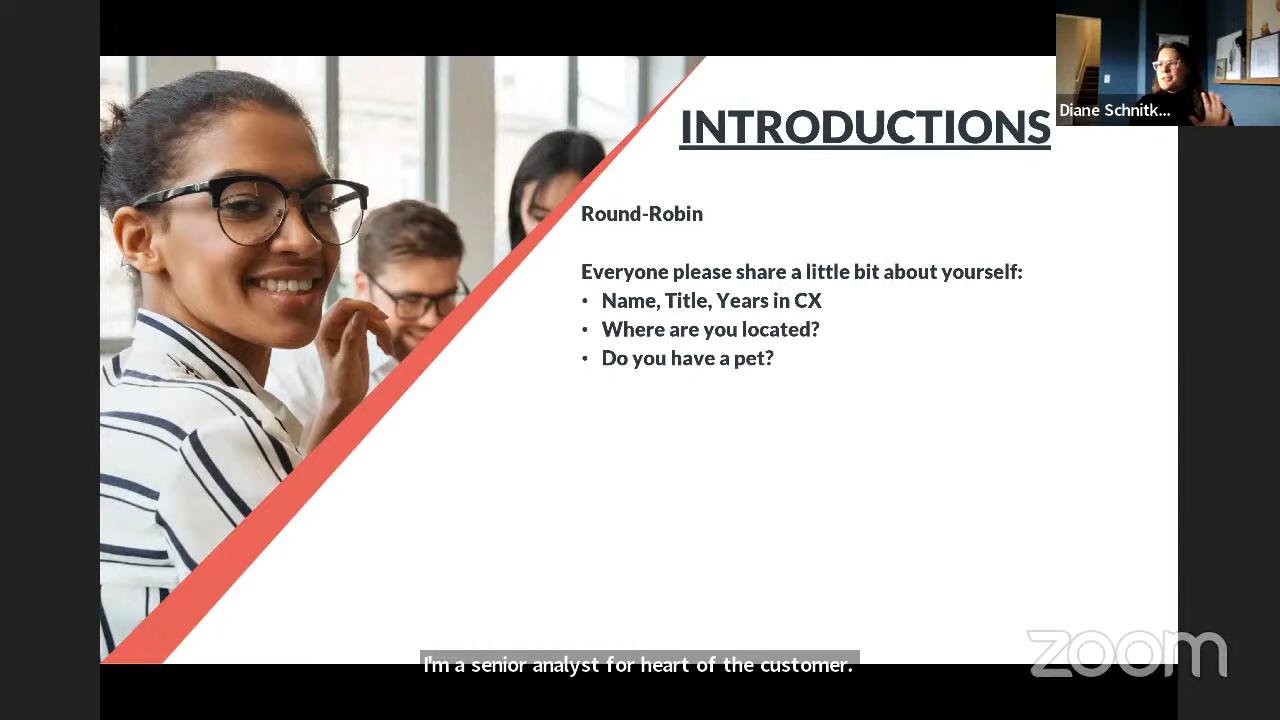 INTRODUCTIONS
Diane Schnitk...
Round-Robin
Everyone please share a little bit about yourself:
• Name, Title, Years in CX
• Where are you located?
• Do you have a pet?
zoom
I'm a senior analyst for heart of the customer.